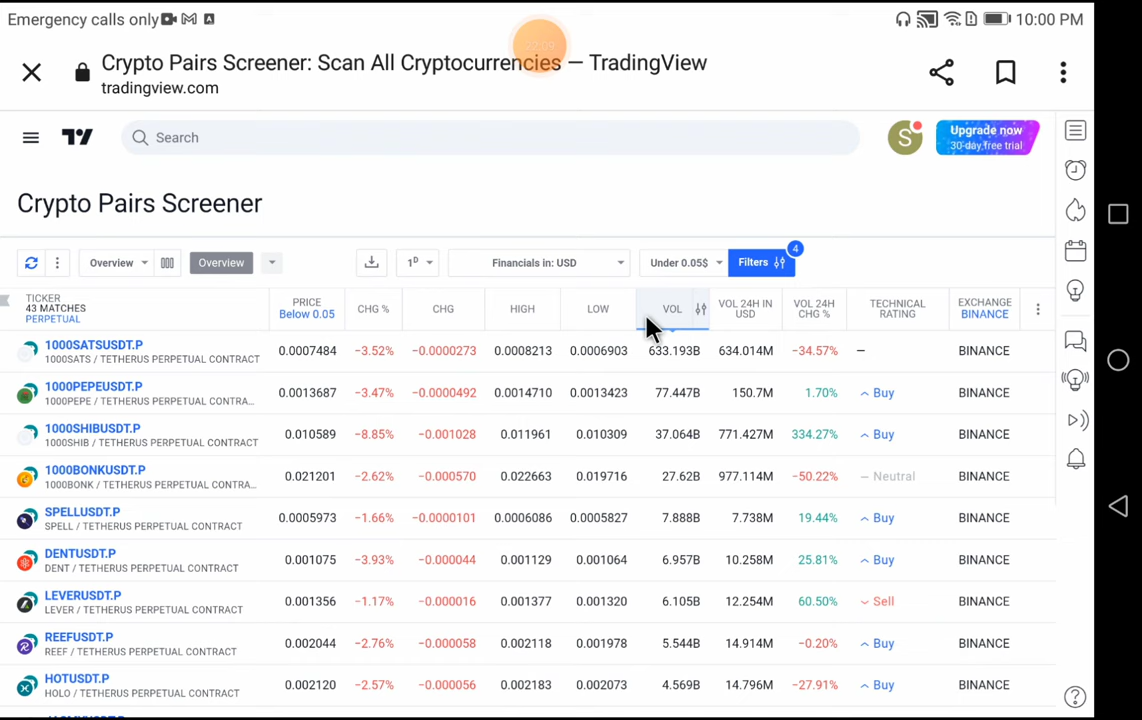 Emergency calls only 10:00 PM
22:09
Crypto Pairs Screener: Scan All Cryptocurrencies — TradingView
tradingview.com
Search S Upgrade now
30-day free trial
Crypto Pairs Screener
4
Overview Overview 1D Financials in: USD Under 0.05$ Filters
TICKER
43 MATCHES
PERPETUAL
PRICE
Below 0.05
CHG %
CHG
HIGH
LOW
VOL
VOL 24H IN
USD
VOL 24H
CHG %
TECHNICAL
RATING
EXCHANGE
BINANCE
1000SATSUSDT.P
1000SATS / TETHERUS PERPETUAL CONTRACT
0.0007484 −3.52% −0.0000273 0.0008213 0.0006903 633.193B 634.014M −34.57% — BINANCE
1000PEPEUSDT.P
1000PEPE / TETHERUS PERPETUAL CONTRA...
0.0013687 −3.47% −0.0000492 0.0014710 0.0013423 77.447B 150.7M 1.70% Buy BINANCE
1000SHIBUSDT.P
1000SHIB / TETHERUS PERPETUAL CONTRACT
0.010589 −8.85% −0.001028 0.011961 0.010309 37.064B 771.427M 334.27% Buy BINANCE
1000BONKUSDT.P
1000BONK / TETHERUS PERPETUAL CONTRA...
0.021201 −2.62% −0.000570 0.022663 0.019716 27.62B 977.114M −50.22% — Neutral BINANCE
SPELLUSDT.P
SPELL / TETHERUS PERPETUAL CONTRACT
0.0005973 −1.66% −0.0000101 0.0006086 0.0005827 7.888B 7.738M 19.44% Buy BINANCE
DENTUSDT.P
DENT / TETHERUS PERPETUAL CONTRACT
0.001075 −3.93% −0.000044 0.001129 0.001064 6.957B 10.258M 25.81% Buy BINANCE
LEVERUSDT.P
LEVER / TETHERUS PERPETUAL CONTRACT
0.001356 −1.17% −0.000016 0.001377 0.001320 6.105B 12.254M 60.50% Sell BINANCE
REEFUSDT.P
REEF / TETHERUS PERPETUAL CONTRACT
0.002044 −2.76% −0.000058 0.002118 0.001978 5.544B 14.914M −0.20% Buy BINANCE
HOTUSDT.P
HOLO / TETHERUS PERPETUAL CONTRACT
0.002120 −2.57% −0.000056 0.002183 0.002073 4.569B 14.796M −27.91% Buy BINANCE